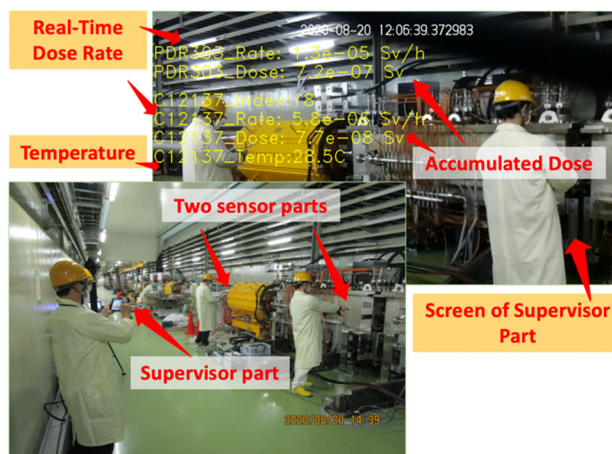 Real-Time
Dose Rate
2020-08-20 12:06:39.372983
PDR303_Rate: 1.3e-05 Sv/h
PDR303_Dose: 7.2e-07 Sv
C12137_Index:18
C12137_Rate: 5.8e-06 Sv/h
C12137_Dose: 7.7e-08 Sv
C12137_Temp:28.5C
Temperature
Accumulated Dose
Two sensor parts
Supervisor part
Screen of Supervisor
Part
2020/08/20 14:39